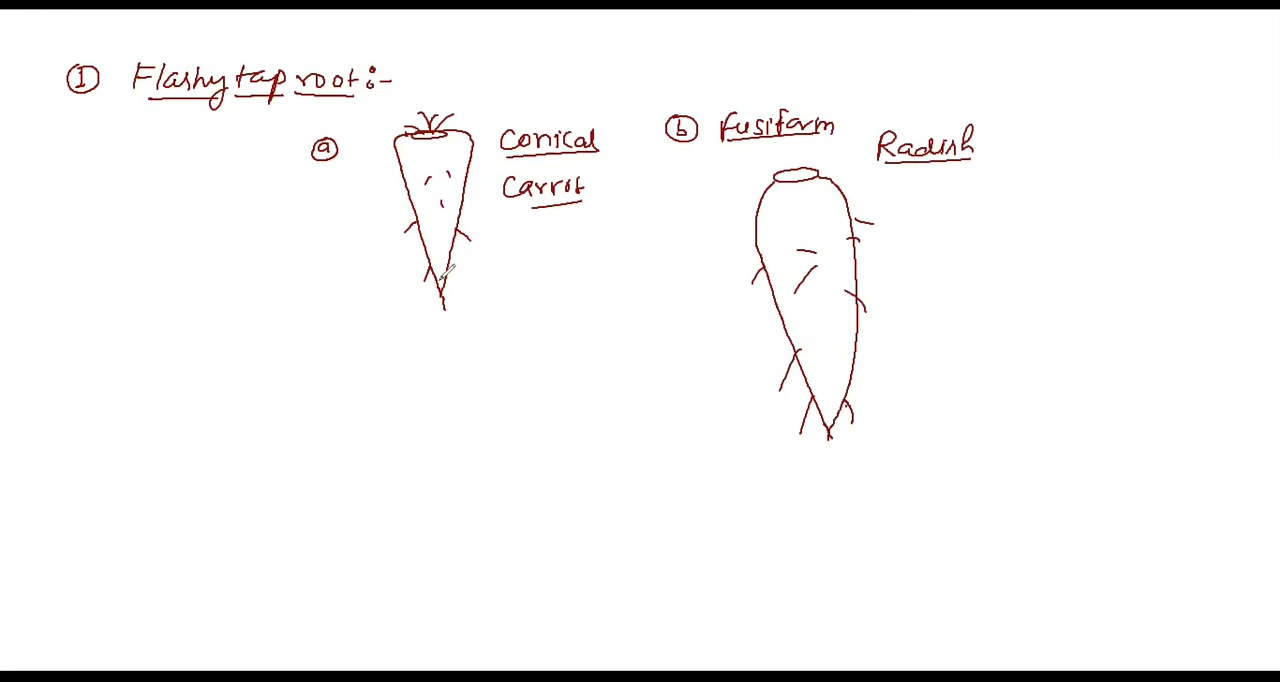 ① Flashy tap root :-
ⓐ Conical
Carrot
ⓑ Fusiform
Radish